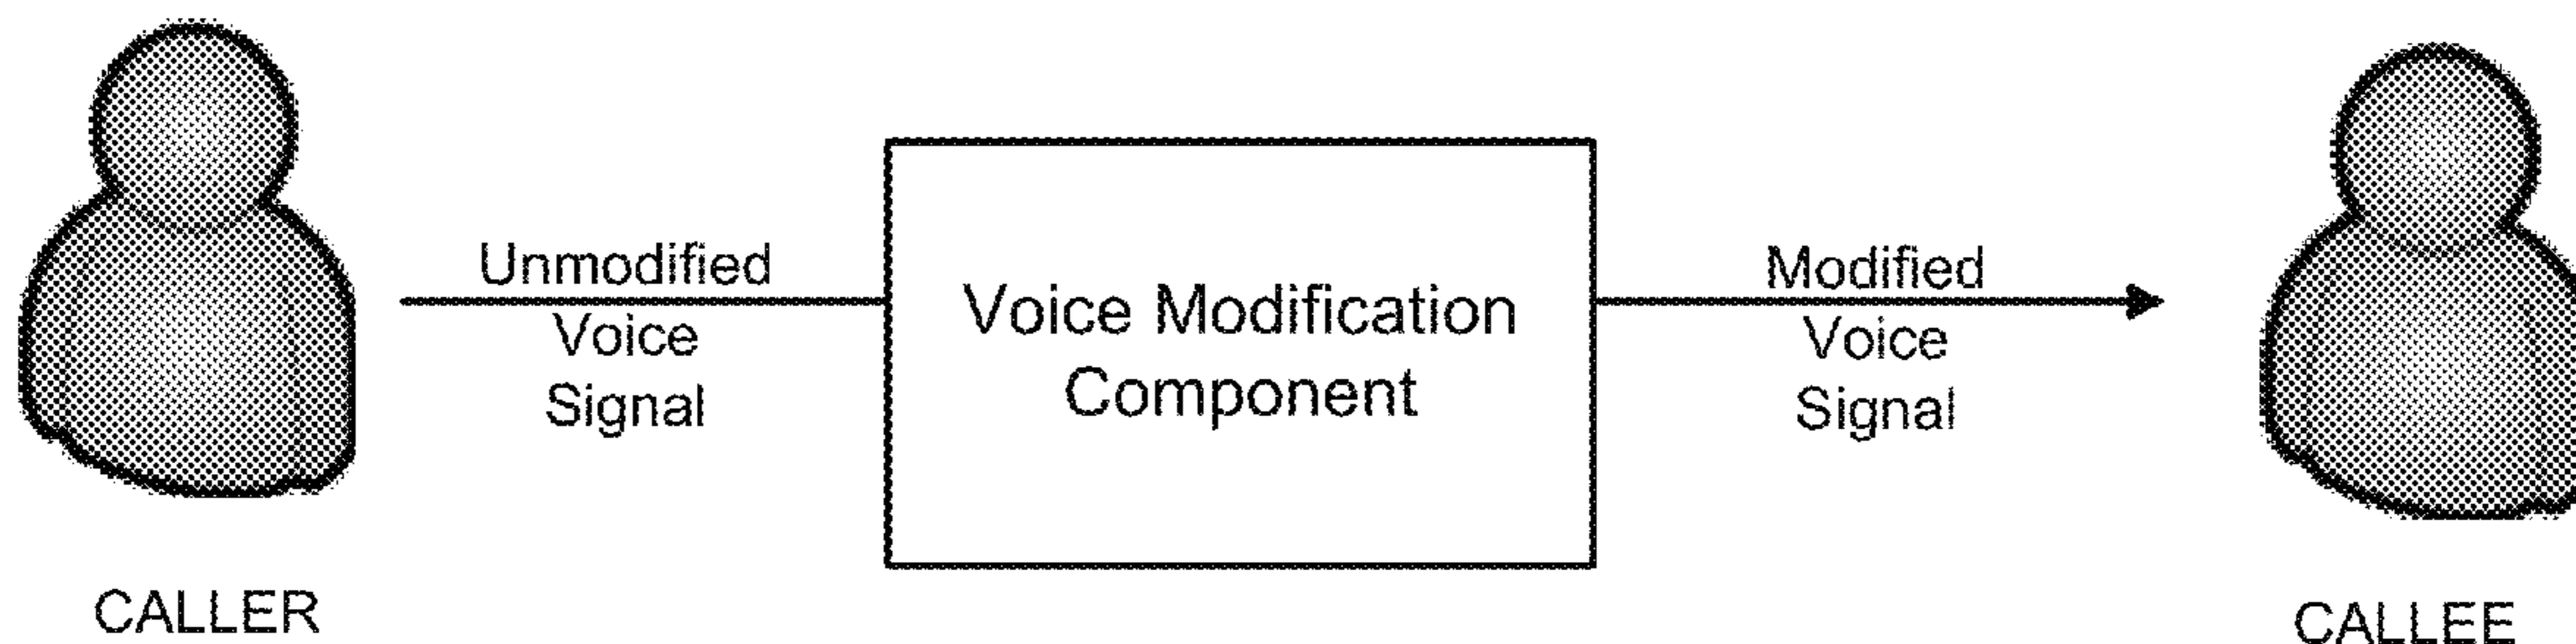 Unmodified
Voice
Signal
Voice Modification
Component
Modified
Voice
Signal
CALLER
CALLEE